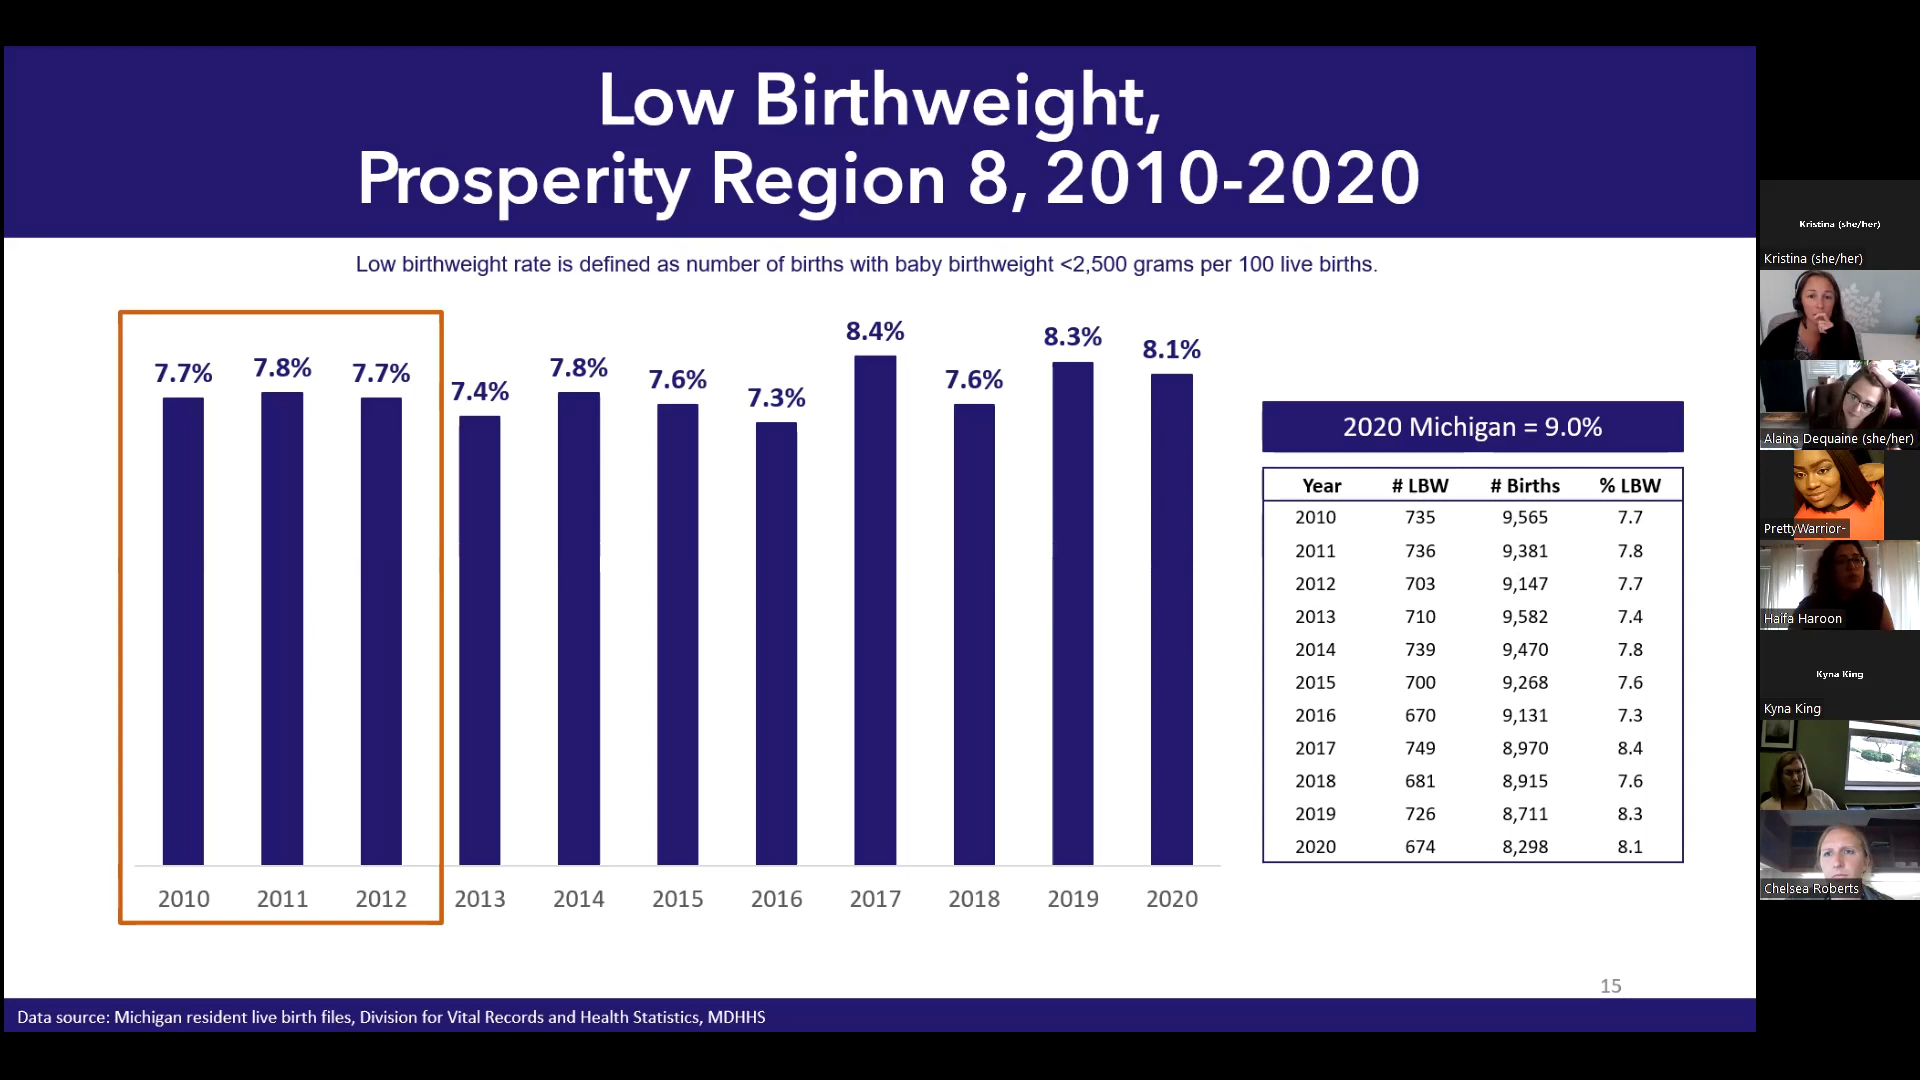 Low Birthweight,
Prosperity Region 8, 2010-2020
Low birthweight rate is defined as number of births with baby birthweight <2,500 grams per 100 live births.
7.7%
7.8%
7.7%
7.4%
7.8%
7.6%
7.3%
8.4%
7.6%
8.3%
8.1%
2010 2011 2012 2013 2014 2015 2016 2017 2018 2019 2020
2020 Michigan = 9.0%
Year # LBW # Births % LBW
2010 735 9,565 7.7
2011 736 9,381 7.8
2012 703 9,147 7.7
2013 710 9,582 7.4
2014 739 9,470 7.8
2015 700 9,268 7.6
2016 670 9,131 7.3
2017 749 8,970 8.4
2018 681 8,915 7.6
2019 726 8,711 8.3
2020 674 8,298 8.1
15
Data source: Michigan resident live birth files, Division for Vital Records and Health Statistics, MDHHS
Kristina (she/her)
Kristina (she/her)
Alaina Dequaine (she/her)
PrettyWarrior-
Haifa Haroon
Kyna King
Kyna King
Chelsea Roberts